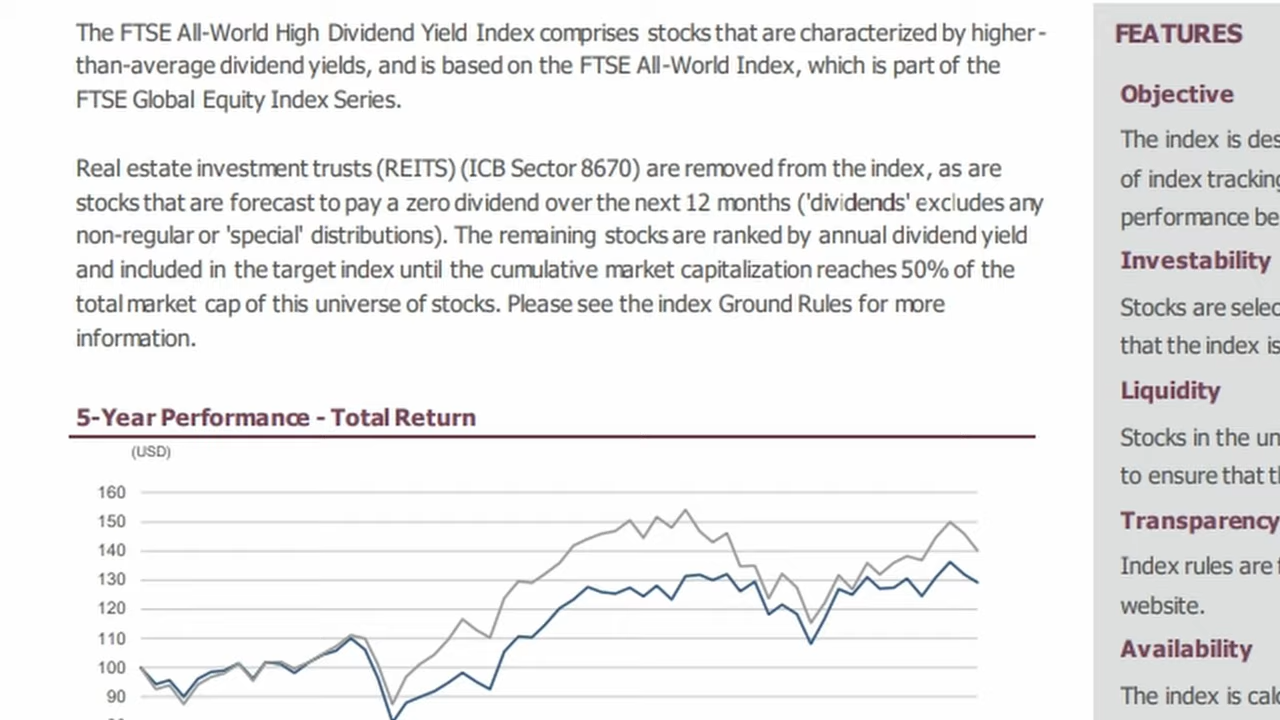 The FTSE All-World High Dividend Yield Index comprises stocks that are characterized by higher-
than-average dividend yields, and is based on the FTSE All-World Index, which is part of the
FTSE Global Equity Index Series.
Real estate investment trusts (REITS) (ICB Sector 8670) are removed from the index, as are
stocks that are forecast to pay a zero dividend over the next 12 months ('dividends' excludes any
non-regular or 'special' distributions). The remaining stocks are ranked by annual dividend yield
and included in the target index until the cumulative market capitalization reaches 50% of the
total market cap of this universe of stocks. Please see the index Ground Rules for more
information.
5-Year Performance - Total Return
(USD)
160
150
140
130
120
110
100
90
FEATURES
Objective
The index is des
of index tracking
performance be
Investability
Stocks are selec
that the index is
Liquidity
Stocks in the un
to ensure that th
Transparency
Index rules are f
website.
Availability
The index is calc